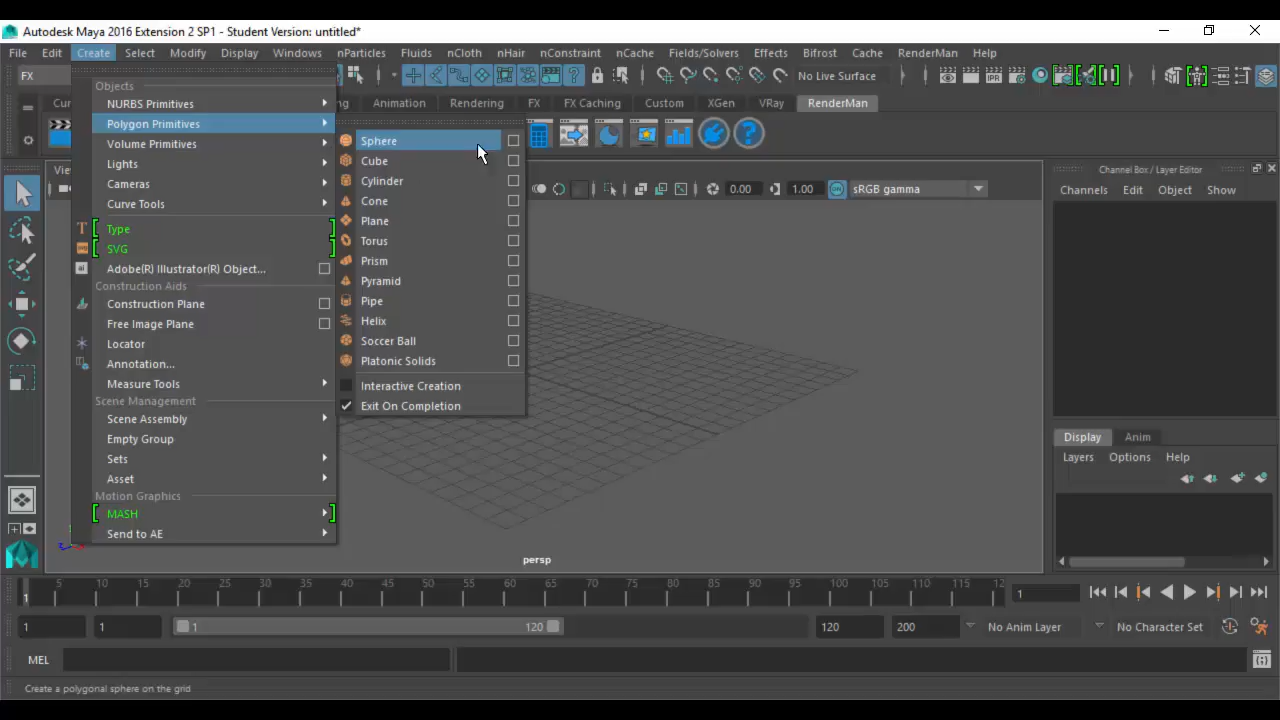 Autodesk Maya 2016 Extension 2 SP1 - Student Version: untitled*
File Edit Create Select Modify Display Windows nParticles Fluids nCloth nHair nConstraint nCache Fields/Solvers Effects Bifrost Cache RenderMan Help
FX
No Live Surface
IPR
Cu
ng Animation Rendering FX FX Caching Custom XGen VRay RenderMan
Objects
NURBS Primitives
Polygon Primitives
Volume Primitives
Lights
Cameras
Curve Tools
Type
SVG
Adobe(R) Illustrator(R) Object...
Construction Aids
Construction Plane
Free Image Plane
Locator
Annotation...
Measure Tools
Scene Management
Scene Assembly
Empty Group
Sets
Asset
Motion Graphics
MASH
Send to AE
Sphere
Cube
Cylinder
Cone
Plane
Torus
Prism
Pyramid
Pipe
Helix
Soccer Ball
Platonic Solids
Interactive Creation
Exit On Completion
Vie
0.00 1.00 sRGB gamma
persp
Channel Box / Layer Editor
Channels Edit Object Show
Display Anim
Layers Options Help
5 10 15 20 25 30 35 40 45 50 55 60 65 70 75 80 85 90 95 100 105 110 115 12
1
1
1 1 1 120 120 200 No Anim Layer No Character Set
MEL
Create a polygonal sphere on the grid